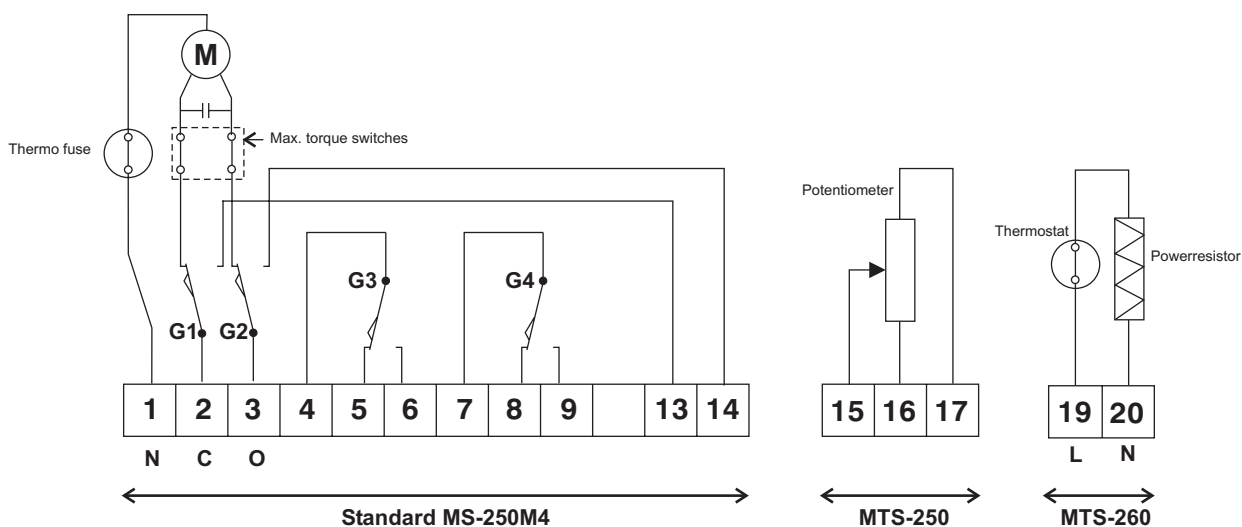 M
Thermo fuse
Max. torque switches
Potentiometer
Thermostat
Powerresistor
G3
G4
G1
G2
1 2 3 4 5 6 7 8 9 13 14
15 16 17
19 20
N C O
L N
Standard MS-250M4
MTS-250
MTS-260